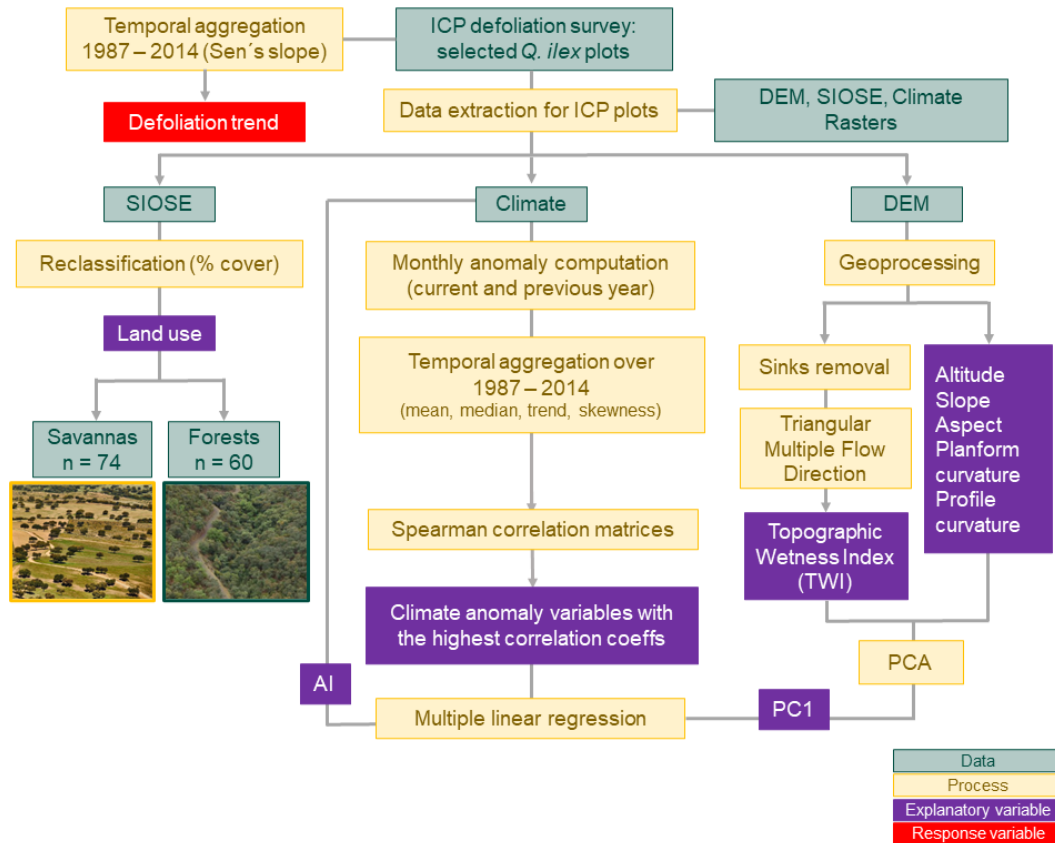 Temporal aggregation
1987 – 2014 (Sen´s slope)
ICP defoliation survey:
selected Q. ilex plots
Defoliation trend
Data extraction for ICP plots
DEM, SIOSE, Climate
Rasters
SIOSE
Climate
DEM
Reclassification (% cover)
Monthly anomaly computation
(current and previous year)
Geoprocessing
Land use
Temporal aggregation over
1987 – 2014
(mean, median, trend, skewness)
Sinks removal
Altitude
Slope
Aspect
Planform
curvature
Profile
curvature
Savannas
n = 74
Forests
n = 60
Triangular
Multiple Flow
Direction
Spearman correlation matrices
Topographic
Wetness Index
(TWI)
Climate anomaly variables with
the highest correlation coeffs
PCA
AI
Multiple linear regression
PC1
Data
Process
Explanatory variable
Response variable